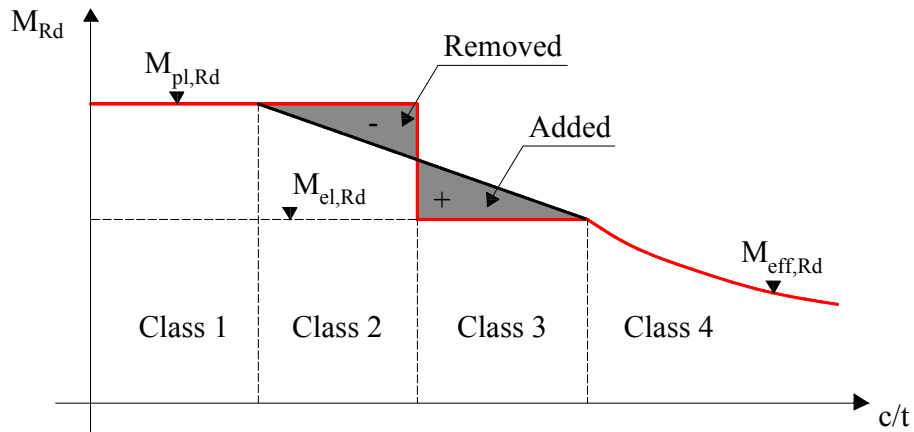 M_Rd
Removed
M_pl,Rd
-
Added
M_el,Rd
+
M_eff,Rd
Class 1
Class 2
Class 3
Class 4
c/t